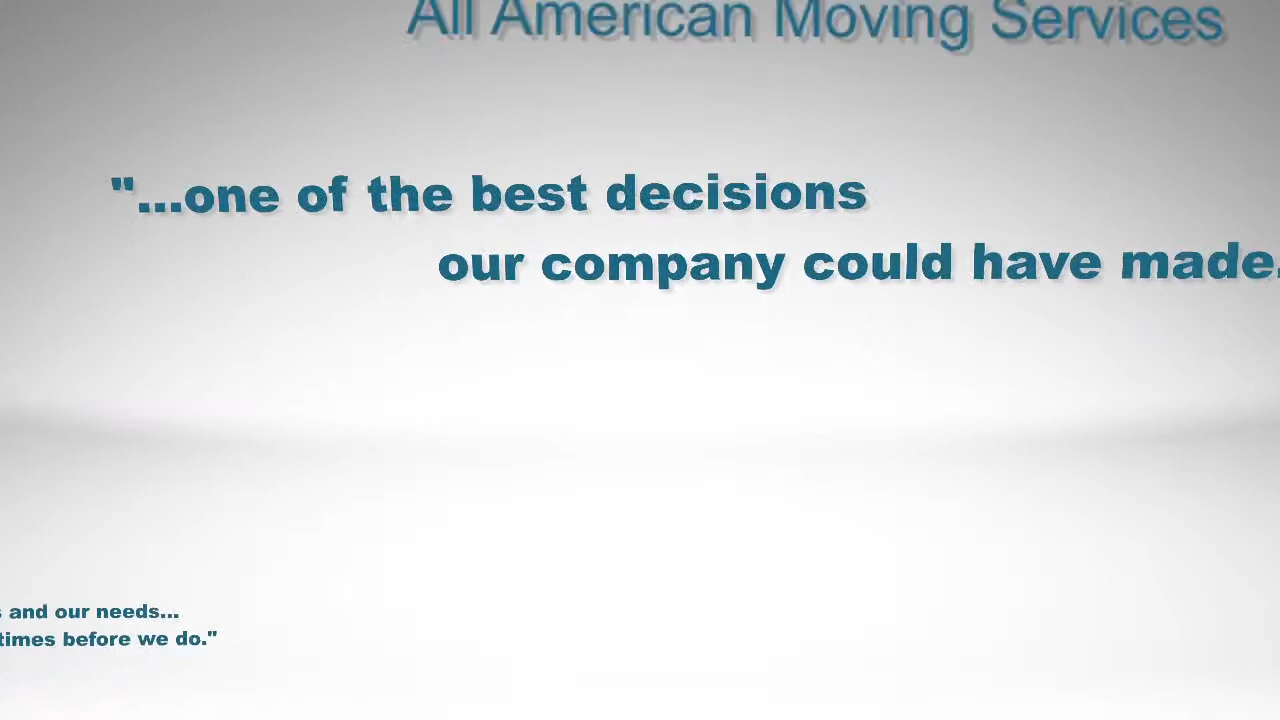 All American Moving Services
"...one of the best decisions
our company could have made.
and our needs...
times before we do."